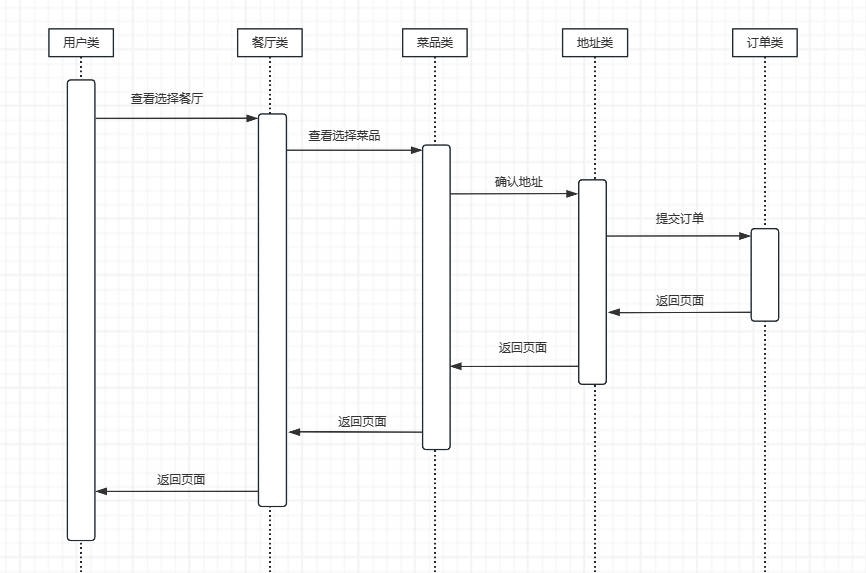 用户类
餐厅类
菜品类
地址类
订单类
查看选择餐厅
查看选择菜品
确认地址
提交订单
返回页面
返回页面
返回页面
返回页面